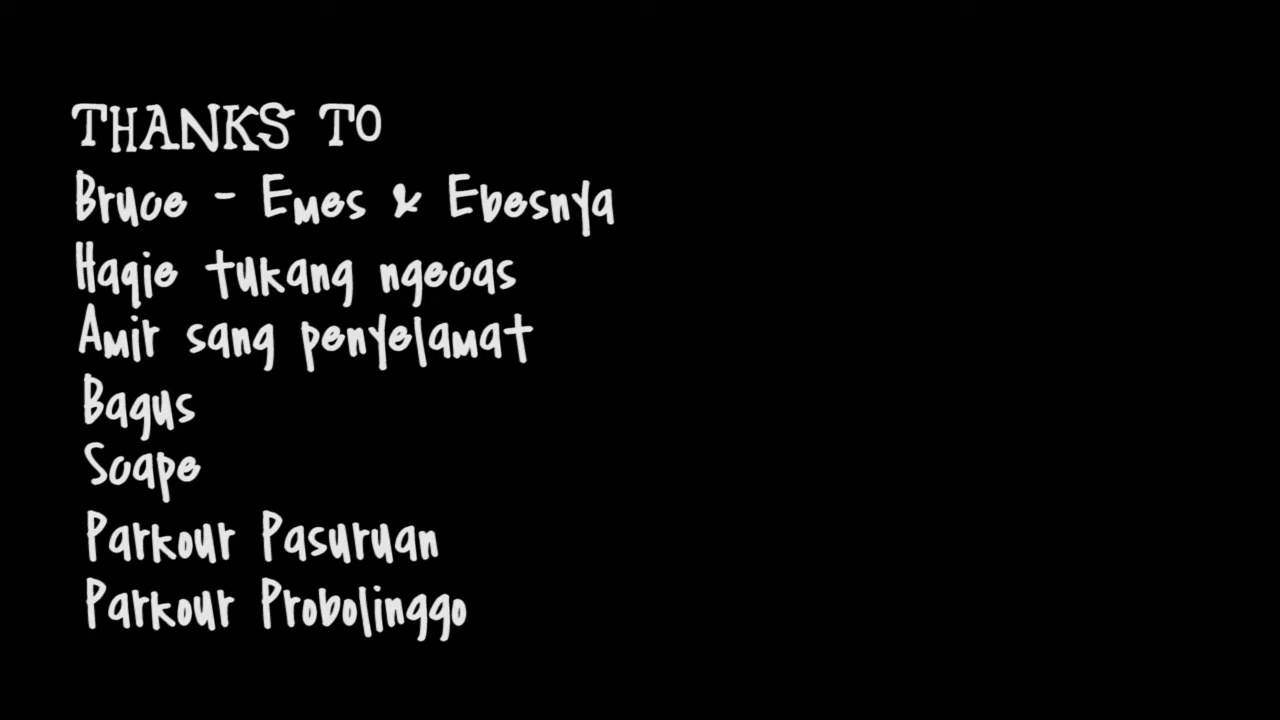 THANKS TO
Bruce - Emes & Ebesnya
Haqie tukang ngecas
Amir sang penyelamat
Bagus
Scape
Parkour Pasuruan
Parkour Probolinggo